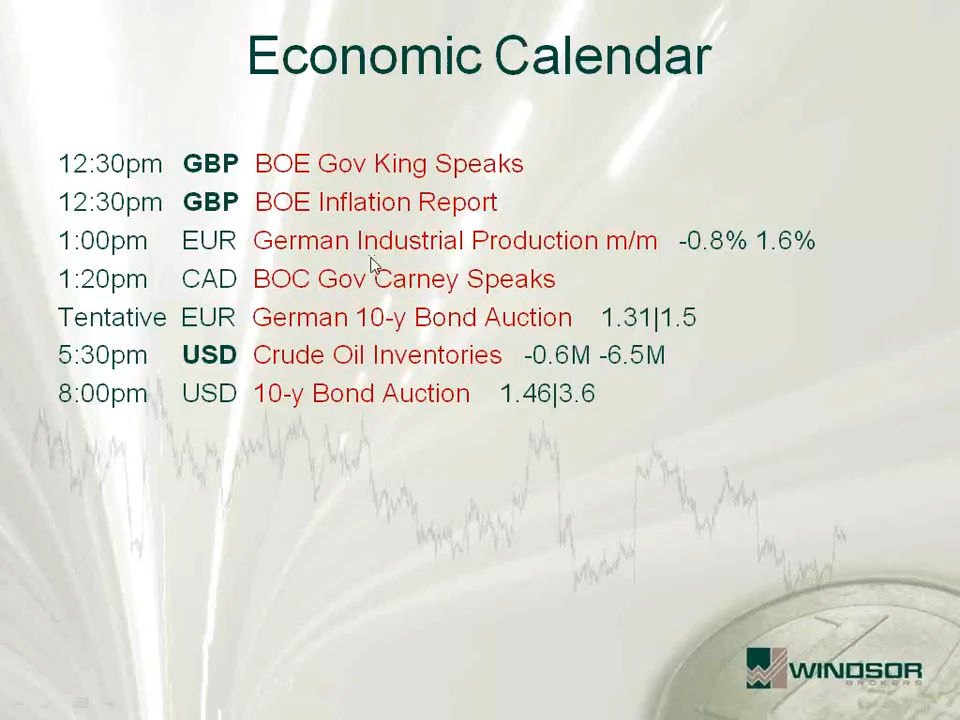 Economic Calendar
12:30pm GBP BOE Gov King Speaks
12:30pm GBP BOE Inflation Report
1:00pm EUR German Industrial Production m/m -0.8% 1.6%
1:20pm CAD BOC Gov Carney Speaks
Tentative EUR German 10-y Bond Auction 1.31|1.5
5:30pm USD Crude Oil Inventories -0.6M -6.5M
8:00pm USD 10-y Bond Auction 1.46|3.6
WINDSOR
BROKERS